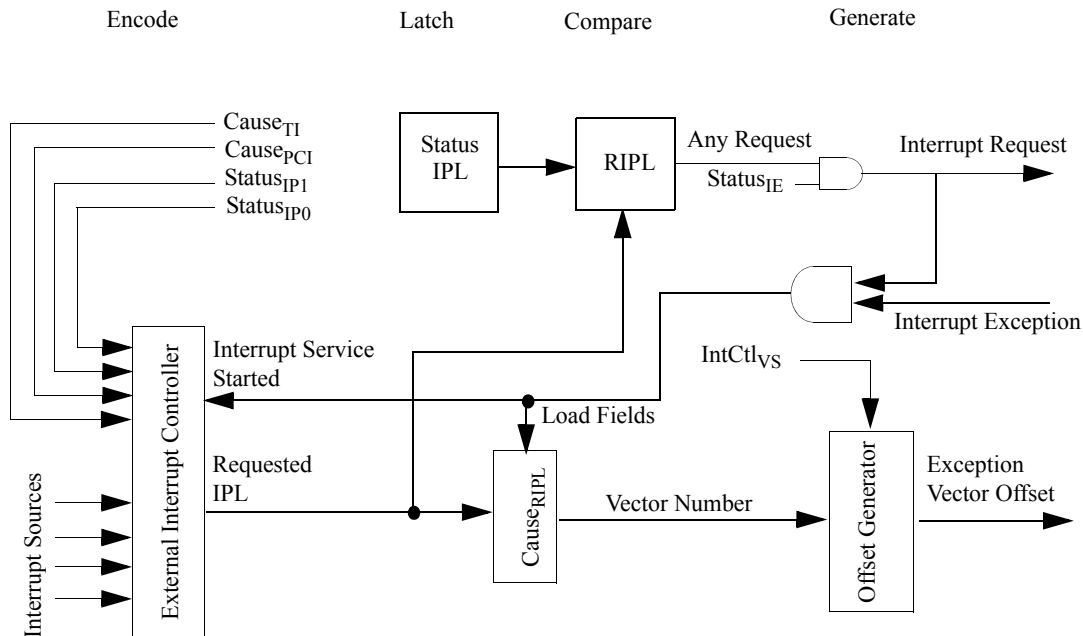 Encode
Latch
Compare
Generate
Cause_TI
Cause_PCI
Status_IP1
Status_IP0
Status
IPL
RIPL
Any Request
Status_IE
Interrupt Request
Interrupt Exception
IntCtl_VS
Interrupt Service
Started
Load Fields
External Interrupt Controller
Requested
IPL
Cause_RIPL
Vector Number
Offset Generator
Exception
Vector Offset
Interrupt Sources